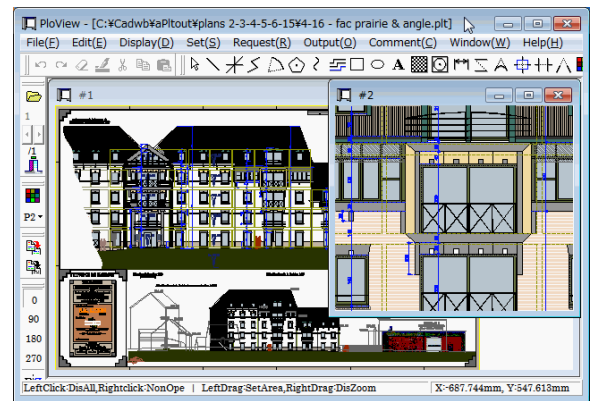 PloView - [C:¥Cadwb¥aPltout¥plans 2-3-4-5-6-15¥4-16 - fac prairie & angle.plt]
File(F) Edit(E) Display(D) Set(S) Request(R) Output(O) Comment(C) Window(W) Help(H)
A
#1
#2
1
/1
P2
0
90
180
270
LeftClick:DisAll,Rightclick:NonOpe | LeftDrag:SetArea,RightDrag:DisZoom X:-687.744mm, Y:547.613mm